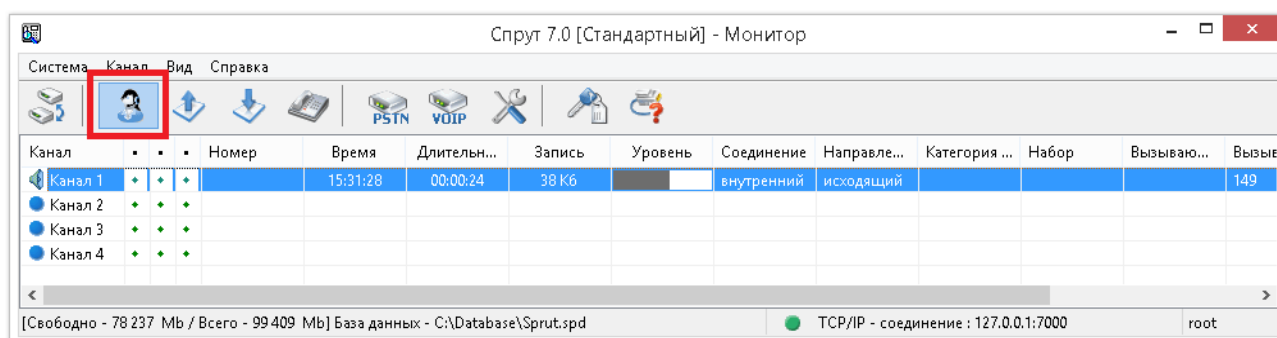 Спрут 7.0 [Стандартный] - Монитор
Система Канал Вид Справка
PSTN VOIP
Канал Номер Время Длительн... Запись Уровень Соединение Направле... Категория ... Набор Вызываю... Вызыв
Канал 1 15:31:28 00:00:24 38 Кб внутренний исходящий 149
Канал 2
Канал 3
Канал 4
[Свободно - 78 237 Mb / Всего - 99 409 Mb] База данных - C:\Database\Sprut.spd TCP/IP - соединение : 127.0.0.1:7000 root